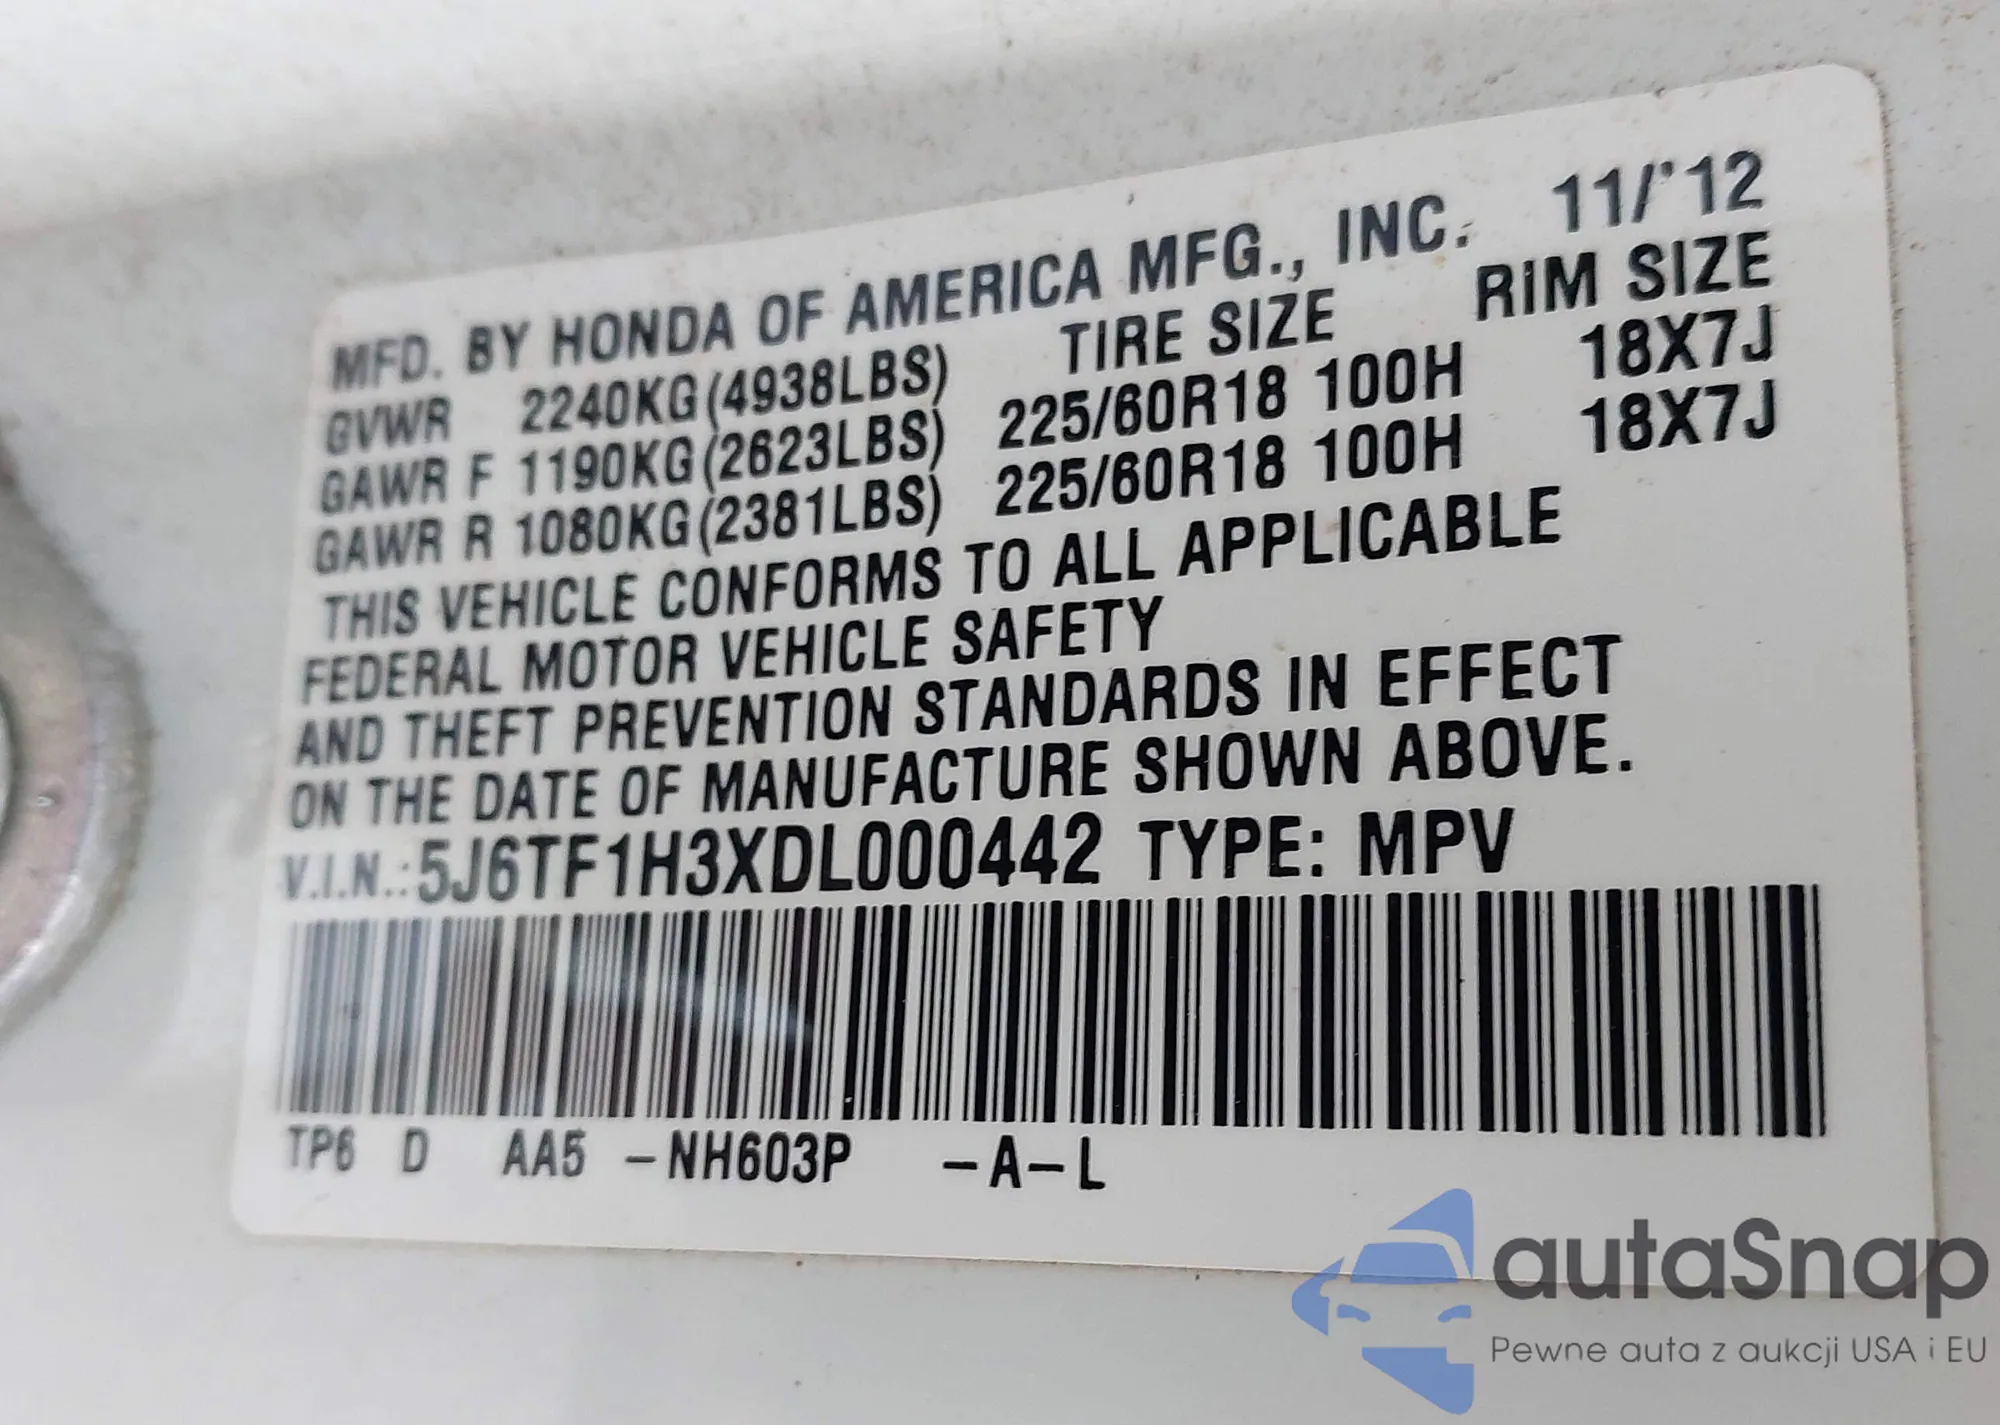 MFD. BY HONDA OF AMERICA MFG., INC. 11/'12
TIRE SIZE RIM SIZE
GVWR 2240KG(4938LBS)
GAWR F 1190KG(2623LBS) 225/60R18 100H 18X7J
GAWR R 1080KG(2381LBS) 225/60R18 100H 18X7J
THIS VEHICLE CONFORMS TO ALL APPLICABLE
FEDERAL MOTOR VEHICLE SAFETY
AND THEFT PREVENTION STANDARDS IN EFFECT
ON THE DATE OF MANUFACTURE SHOWN ABOVE.
V.I.N.:5J6TF1H3XDL000442 TYPE: MPV
TP6 D AA5 -NH603P -A-L
autaSnap
Pewne auta z aukcji USA i EU